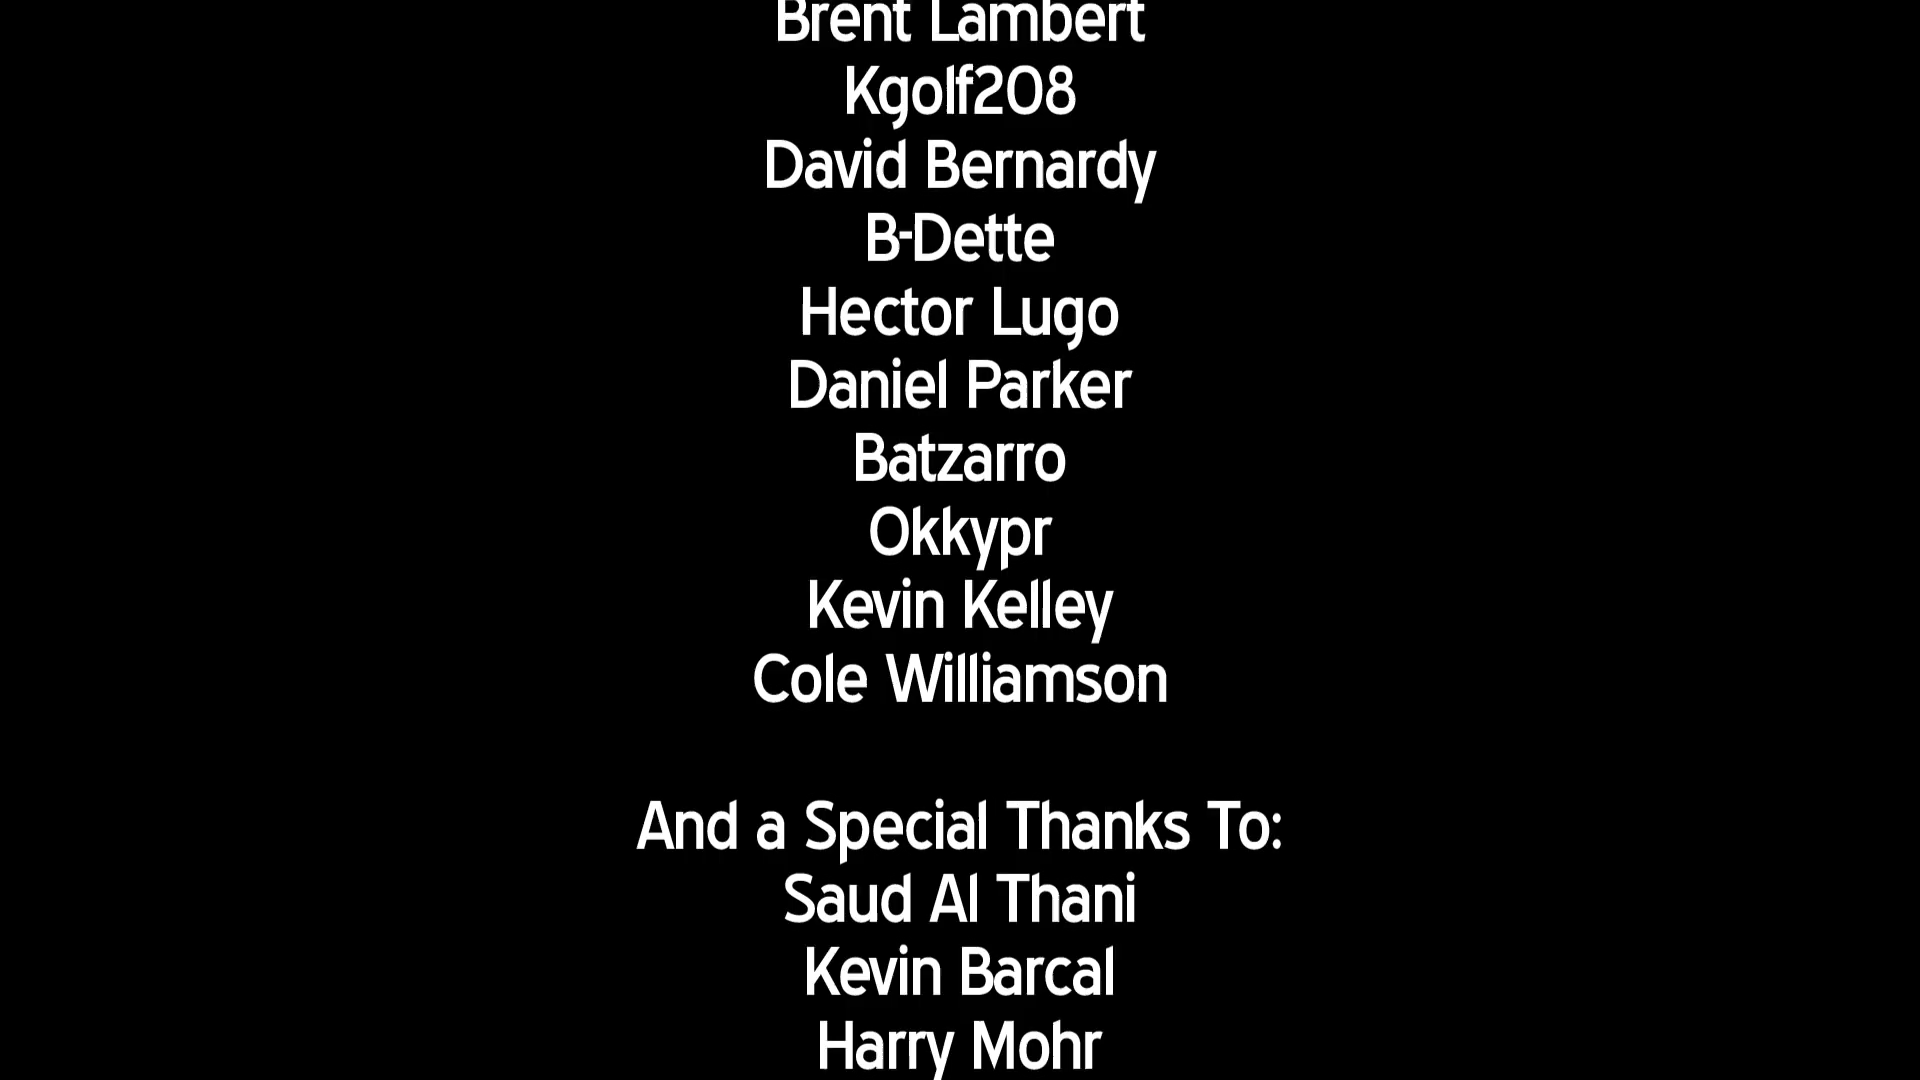 Brent Lambert
Kgolf208
David Bernardy
B-Dette
Hector Lugo
Daniel Parker
Batzarro
Okkypr
Kevin Kelley
Cole Williamson
And a Special Thanks To:
Saud Al Thani
Kevin Barcal
Harry Mohr